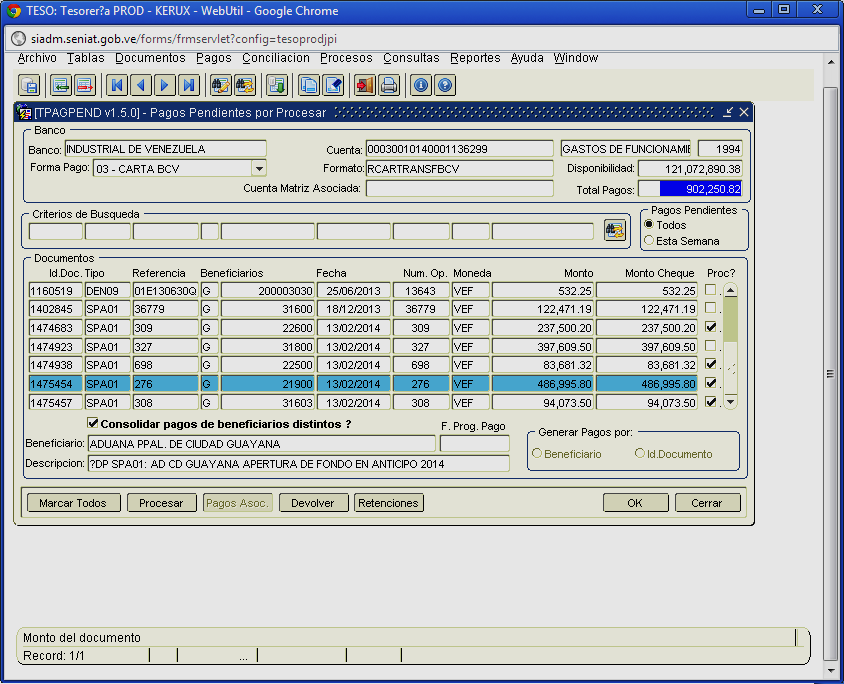 TESO: Tesorer?a PROD - KERUX - WebUtil - Google Chrome
siadm.seniat.gob.ve/forms/frmservlet?config=tesoprodjpi
Archivo Tablas Documentos Pagos Conciliacion Procesos Consultas Reportes Ayuda Window
[TPAGPEND v1.5.0] - Pagos Pendientes por Procesar
Banco
Banco: INDUSTRIAL DE VENEZUELA Cuenta: 00030010140001136299 GASTOS DE FUNCIONAMIE 1994
Forma Pago: 03 - CARTA BCV Formato: RCARTRANSFBCV Disponibilidad: 121,072,890.38
Cuenta Matriz Asociada: Total Pagos: 902,250.82
Criterios de Busqueda Pagos Pendientes
Todos
Esta Semana
Documentos
Id.Doc. Tipo Referencia Beneficiarios Fecha Num. Op. Moneda Monto Monto Cheque Proc?
1160519 DEN09 01E130630Q G 200003030 25/06/2013 13643 VEF 532.25 532.25
1402845 SPA01 36779 G 31600 18/12/2013 36779 VEF 122,471.19 122,471.19
1474683 SPA01 309 G 22600 13/02/2014 309 VEF 237,500.20 237,500.20
1474923 SPA01 327 G 31800 13/02/2014 327 VEF 397,609.50 397,609.50
1474938 SPA01 698 G 22500 13/02/2014 698 VEF 83,681.32 83,681.32
1475454 SPA01 276 G 21900 13/02/2014 276 VEF 486,995.80 486,995.80
1475457 SPA01 308 G 31603 13/02/2014 308 VEF 94,073.50 94,073.50
Consolidar pagos de beneficiarios distintos ? F. Prog. Pago
Generar Pagos por:
Beneficiario: ADUANA PPAL. DE CIUDAD GUAYANA
Beneficiario Id.Documento
Descripcion: ?DP SPA01: AD CD GUAYANA APERTURA DE FONDO EN ANTICIPO 2014
Marcar Todos Procesar Pagos Asoc. Devolver Retenciones OK Cerrar
Monto del documento
Record: 1/1 ...